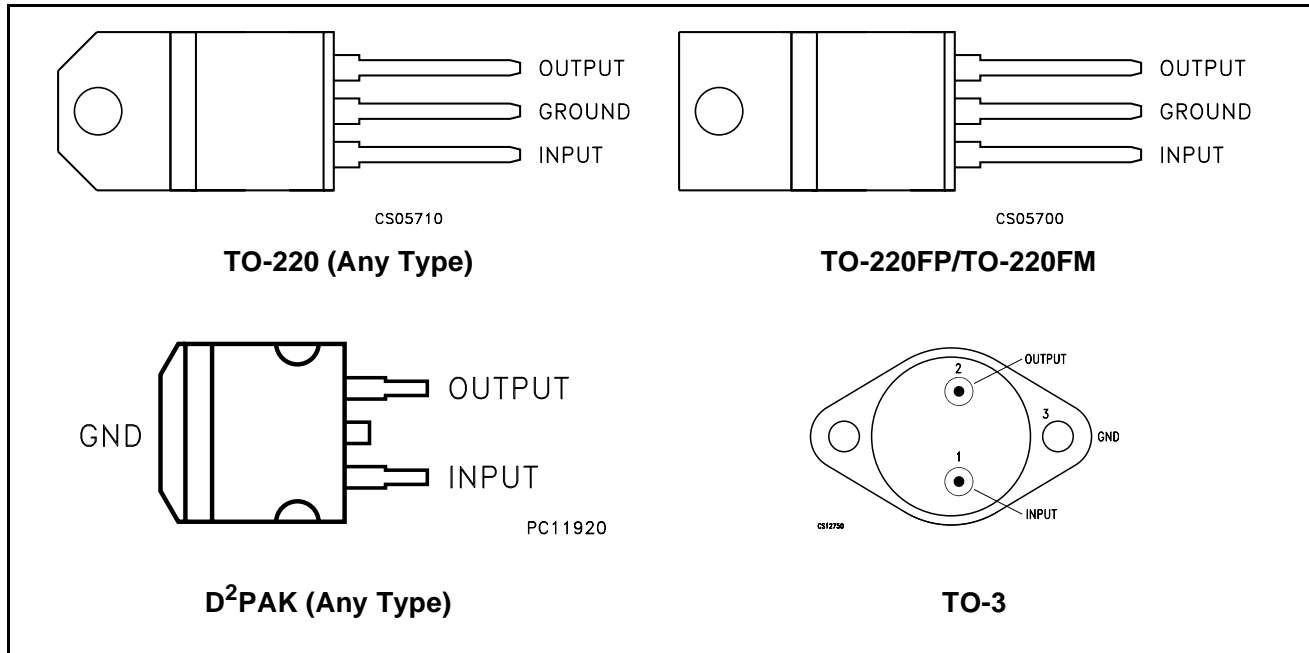 OUTPUT
GROUND
INPUT
CS05710
TO-220 (Any Type)
OUTPUT
GROUND
INPUT
CS05700
TO-220FP/TO-220FM
GND
OUTPUT
INPUT
PC11920
D²PAK (Any Type)
2
OUTPUT
3
GND
1
INPUT
CS12750
TO-3